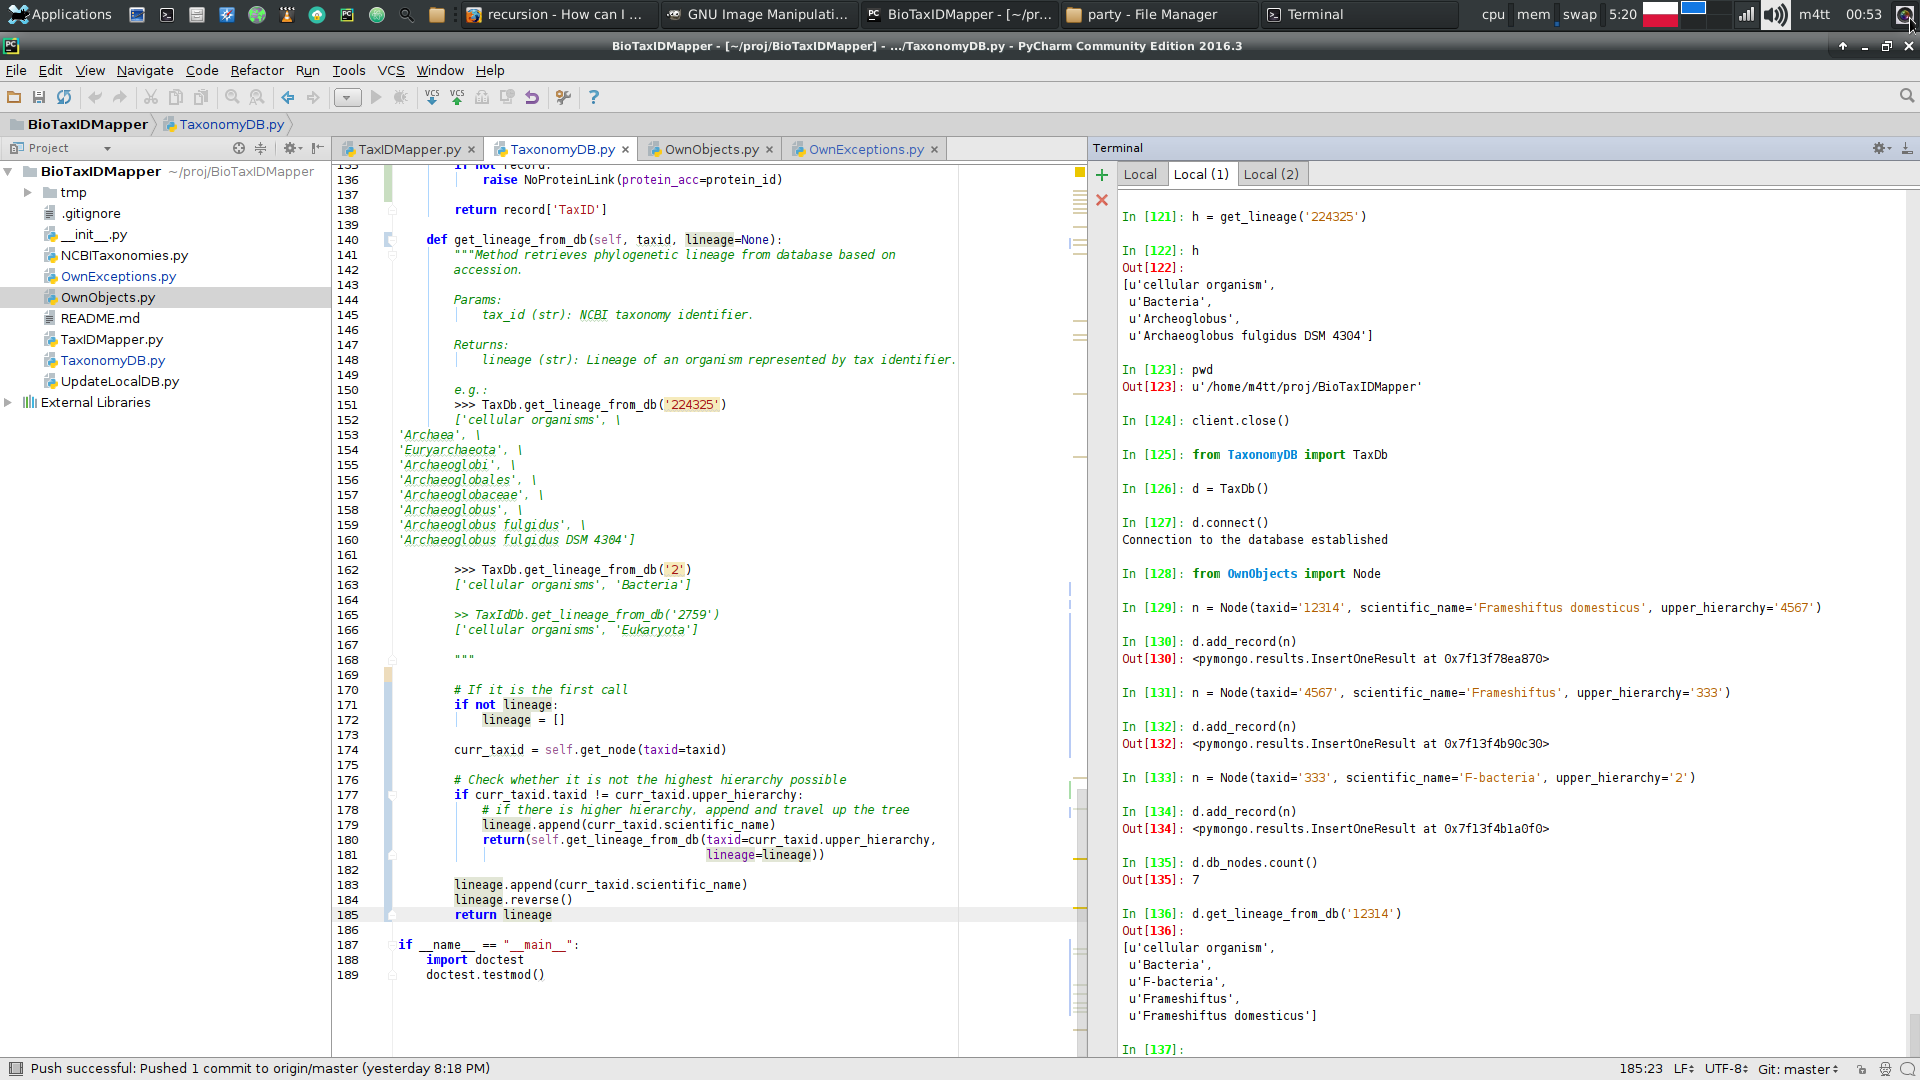 Applications recursion - How can I ... GNU Image Manipulati... BioTaxIDMapper - [~/pr... party - File Manager Terminal cpu mem swap 5:20 m4tt 00:53
BioTaxIDMapper - [~/proj/BioTaxIDMapper] - .../TaxonomyDB.py - PyCharm Community Edition 2016.3
File Edit View Navigate Code Refactor Run Tools VCS Window Help
VCS VCS
BioTaxIDMapper TaxonomyDB.py
Project
BioTaxIDMapper ~/proj/BioTaxIDMapper
tmp
.gitignore
__init__.py
NCBITaxonomies.py
OwnExceptions.py
OwnObjects.py
README.md
TaxIDMapper.py
TaxonomyDB.py
UpdateLocalDB.py
External Libraries
TaxIDMapper.py TaxonomyDB.py OwnObjects.py OwnExceptions.py
135 if not record:
136 raise NoProteinLink(protein_acc=protein_id)
137
138 return record['TaxID']
139
140 def get_lineage_from_db(self, taxid, lineage=None):
141 """Method retrieves phylogenetic lineage from database based on
142 accession.
143
144 Params:
145 tax_id (str): NCBI taxonomy identifier.
146
147 Returns:
148 lineage (str): Lineage of an organism represented by tax identifier.
149
150 e.g.:
151 >>> TaxDb.get_lineage_from_db('224325')
152 ['cellular organisms', \
153 'Archaea', \
154 'Euryarchaeota', \
155 'Archaeoglobi', \
156 'Archaeoglobales', \
157 'Archaeoglobaceae', \
158 'Archaeoglobus', \
159 'Archaeoglobus fulgidus', \
160 'Archaeoglobus fulgidus DSM 4304']
161
162 >>> TaxDb.get_lineage_from_db('2')
163 ['cellular organisms', 'Bacteria']
164
165 >> TaxIdDb.get_lineage_from_db('2759')
166 ['cellular organisms', 'Eukaryota']
167
168 """
169
170 # If it is the first call
171 if not lineage:
172 lineage = []
173
174 curr_taxid = self.get_node(taxid=taxid)
175
176 # Check whether it is not the highest hierarchy possible
177 if curr_taxid.taxid != curr_taxid.upper_hierarchy:
178 # if there is higher hierarchy, append and travel up the tree
179 lineage.append(curr_taxid.scientific_name)
180 return(self.get_lineage_from_db(taxid=curr_taxid.upper_hierarchy,
181 lineage=lineage))
182
183 lineage.append(curr_taxid.scientific_name)
184 lineage.reverse()
185 return lineage
186
187 if __name__ == "__main__":
188 import doctest
189 doctest.testmod()
Terminal
Local Local (1) Local (2)
In [121]: h = get_lineage('224325')
In [122]: h
Out[122]:
[u'cellular organism',
u'Bacteria',
u'Archeoglobus',
u'Archaeoglobus fulgidus DSM 4304']
In [123]: pwd
Out[123]: u'/home/m4tt/proj/BioTaxIDMapper'
In [124]: client.close()
In [125]: from TaxonomyDB import TaxDb
In [126]: d = TaxDb()
In [127]: d.connect()
Connection to the database established
In [128]: from OwnObjects import Node
In [129]: n = Node(taxid='12314', scientific_name='Frameshiftus domesticus', upper_hierarchy='4567')
In [130]: d.add_record(n)
Out[130]: <pymongo.results.InsertOneResult at 0x7f13f78ea870>
In [131]: n = Node(taxid='4567', scientific_name='Frameshiftus', upper_hierarchy='333')
In [132]: d.add_record(n)
Out[132]: <pymongo.results.InsertOneResult at 0x7f13f4b90c30>
In [133]: n = Node(taxid='333', scientific_name='F-bacteria', upper_hierarchy='2')
In [134]: d.add_record(n)
Out[134]: <pymongo.results.InsertOneResult at 0x7f13f4b1a0f0>
In [135]: d.db_nodes.count()
Out[135]: 7
In [136]: d.get_lineage_from_db('12314')
Out[136]:
[u'cellular organism',
u'Bacteria',
u'F-bacteria',
u'Frameshiftus',
u'Frameshiftus domesticus']
In [137]:
Push successful: Pushed 1 commit to origin/master (yesterday 8:18 PM) 185:23 LF UTF-8 Git: master